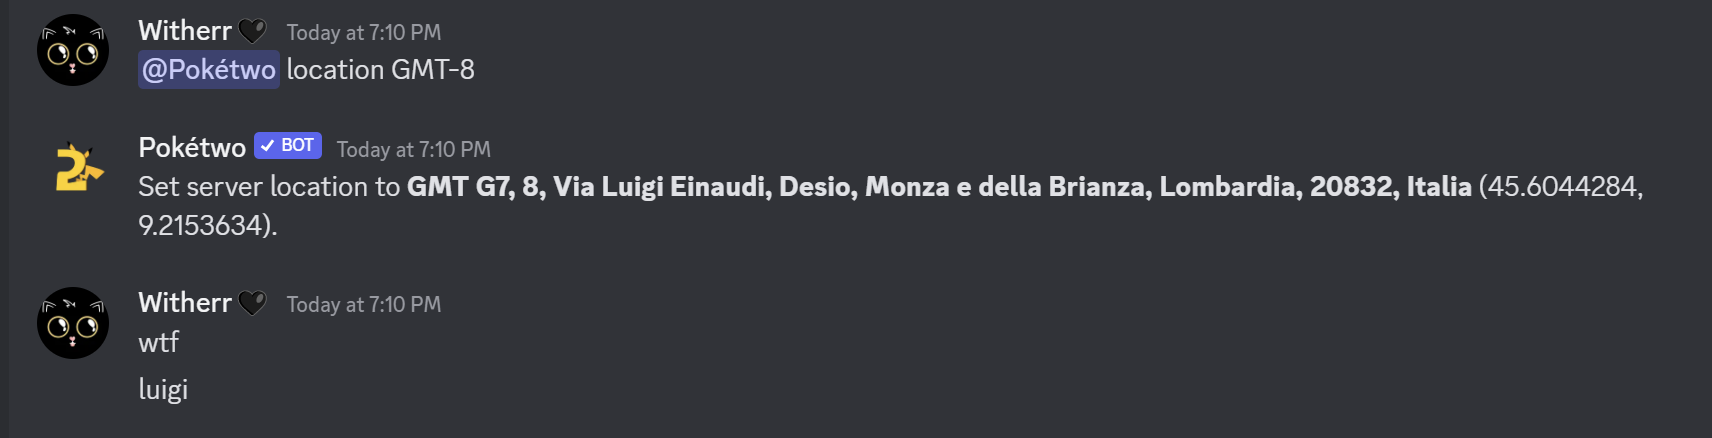 Witherr🖤 Today at 7:10 PM
@Pokétwo location GMT-8
Pokétwo ✓ BOT Today at 7:10 PM
Set server location to GMT G7, 8, Via Luigi Einaudi, Desio, Monza e della Brianza, Lombardia, 20832, Italia (45.6044284,
9.2153634).
Witherr🖤 Today at 7:10 PM
wtf
luigi